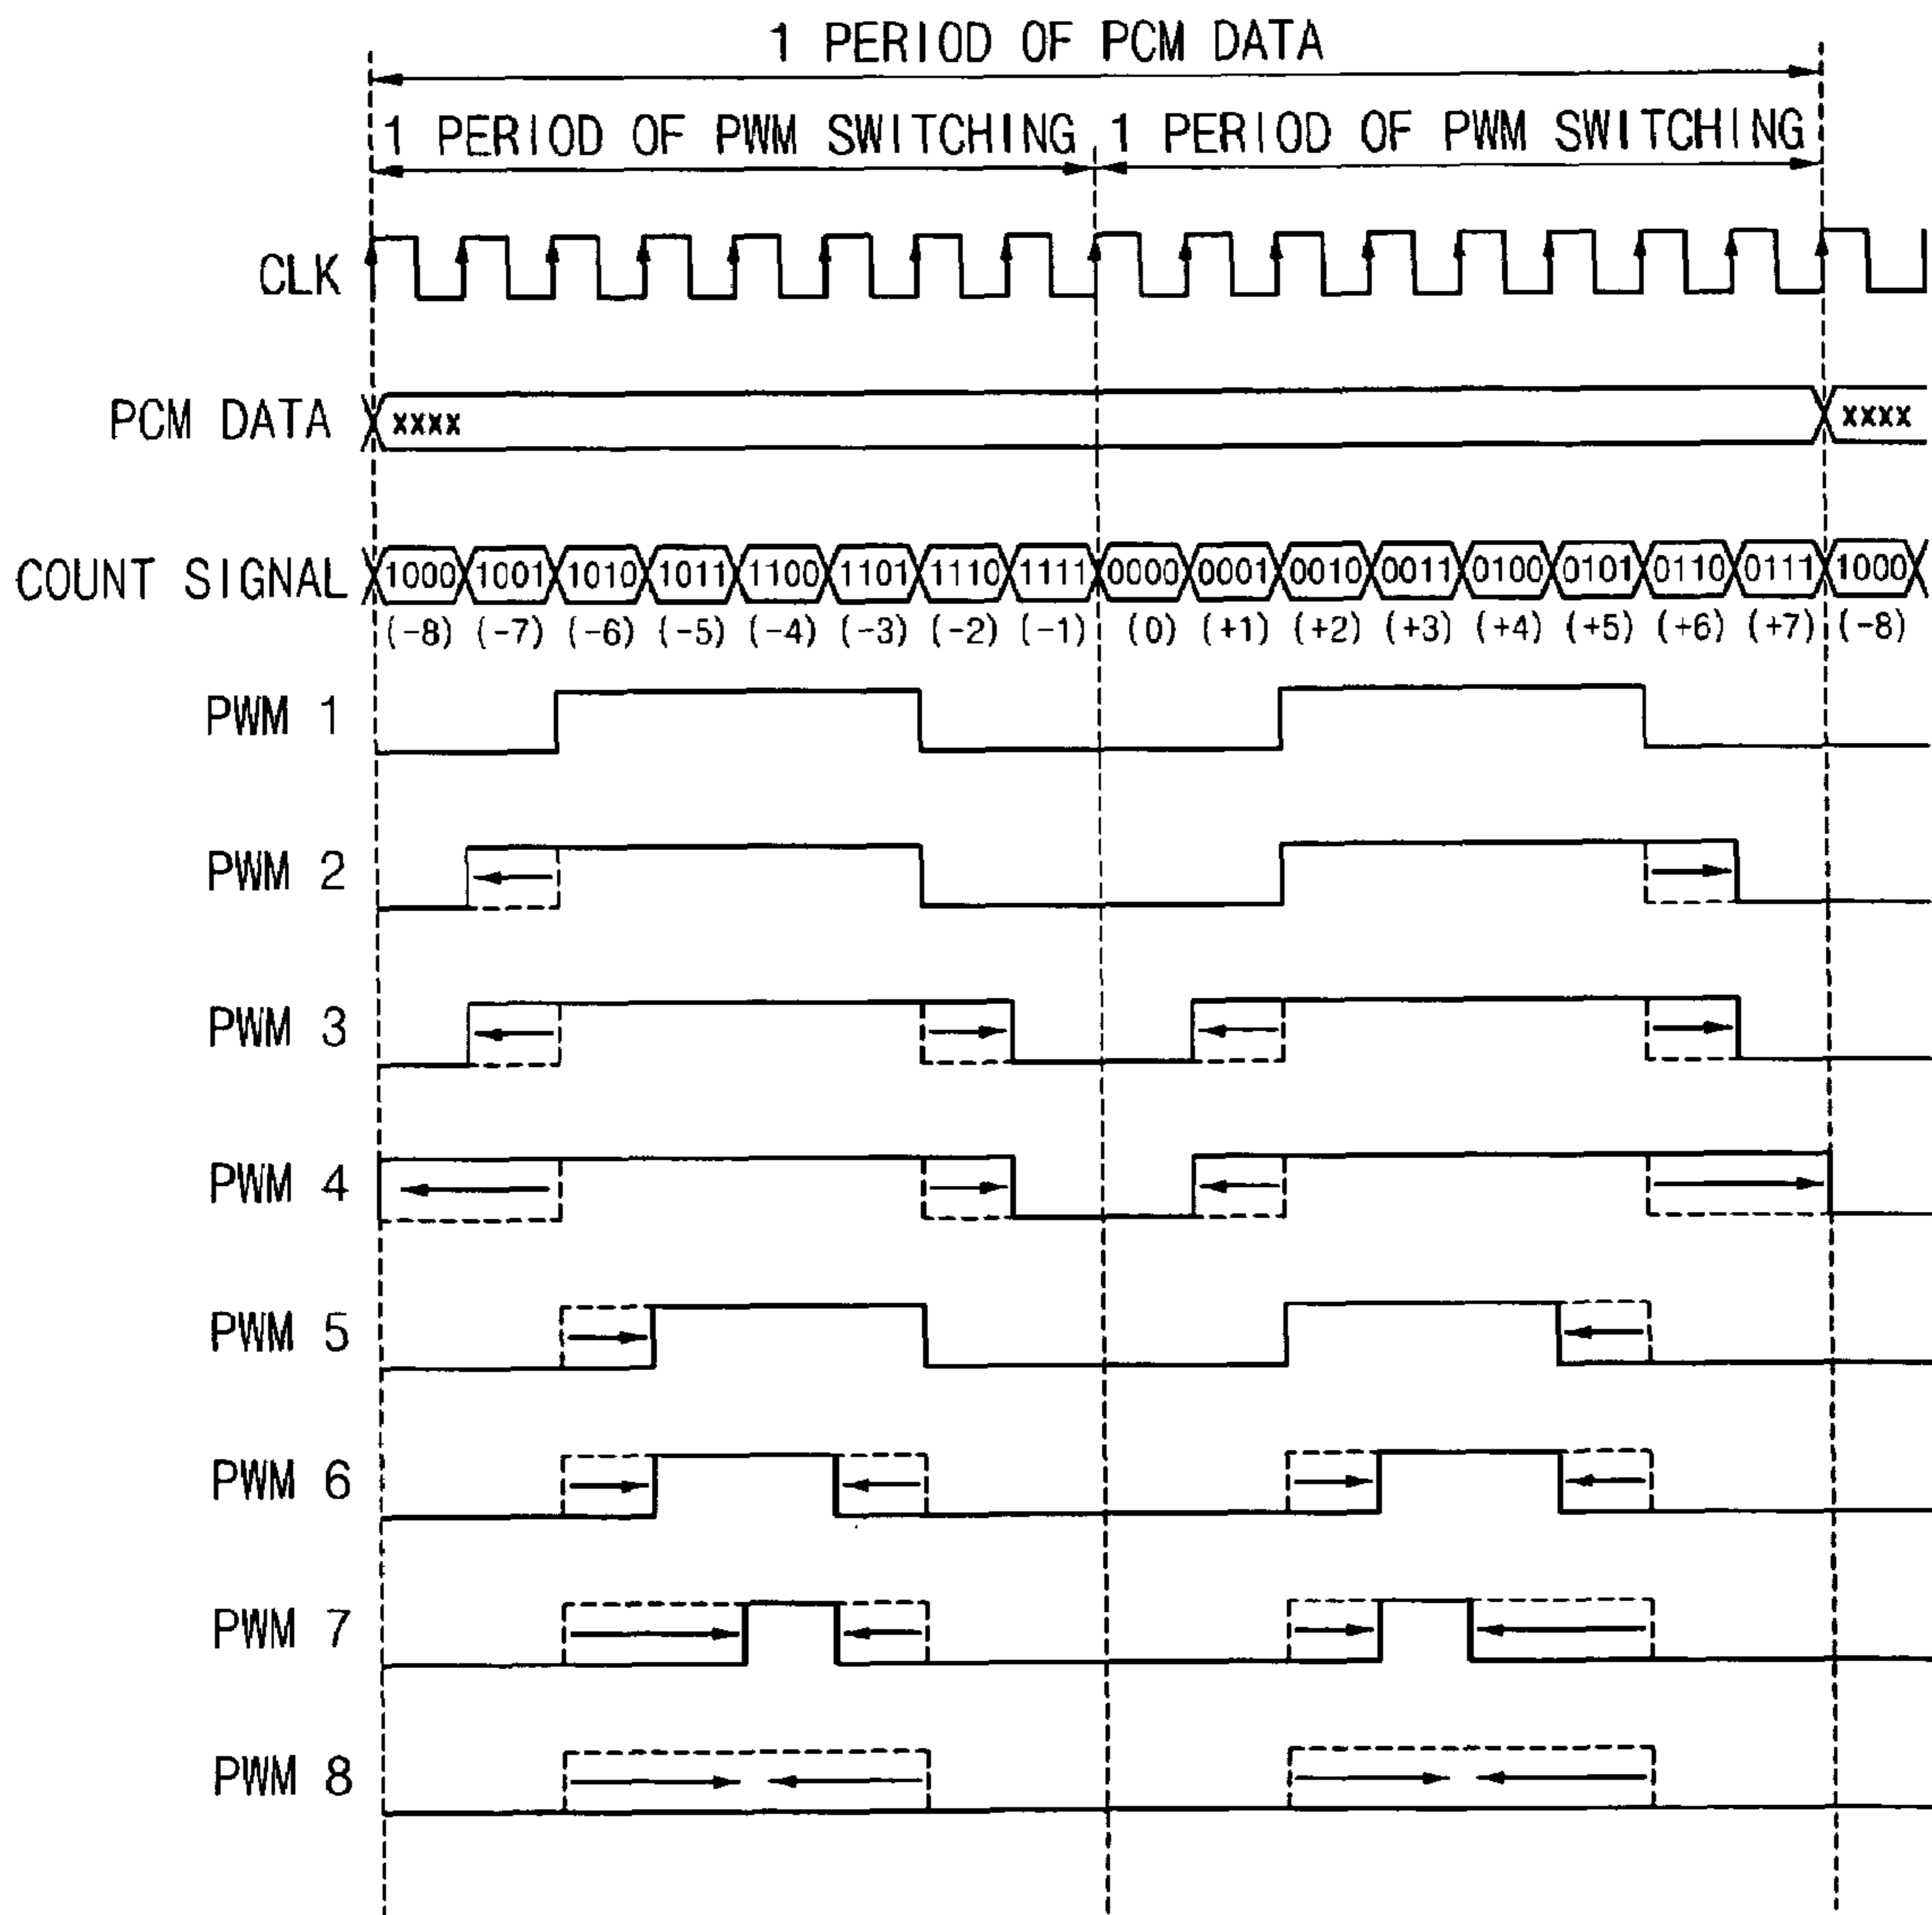 1 PERIOD OF PCM DATA
1 PERIOD OF PWM SWITCHING 1 PERIOD OF PWM SWITCHING
CLK
PCM DATA xxxx xxxx
COUNT SIGNAL 1000 1001 1010 1011 1100 1101 1110 1111 0000 0001 0010 0011 0100 0101 0110 0111 1000
(-8) (-7) (-6) (-5) (-4) (-3) (-2) (-1) (0) (+1) (+2) (+3) (+4) (+5) (+6) (+7) (-8)
PWM 1
PWM 2
PWM 3
PWM 4
PWM 5
PWM 6
PWM 7
PWM 8